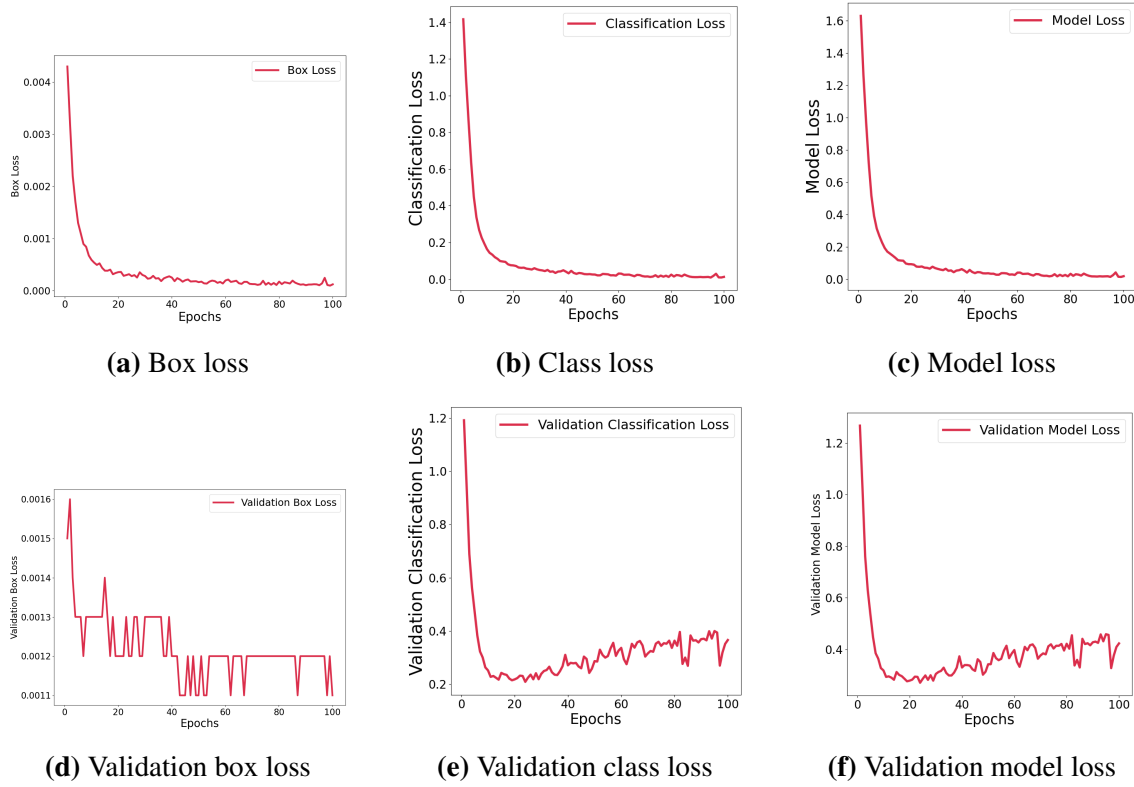 Box Loss
0.004
0.003
0.002
0.001
0.000
Box Loss
0 20 40 60 80 100
Epochs
(a) Box loss
Classification Loss
1.4
1.2
1.0
0.8
0.6
0.4
0.2
0.0
Classification Loss
0 20 40 60 80 100
Epochs
(b) Class loss
Model Loss
1.6
1.4
1.2
1.0
0.8
0.6
0.4
0.2
0.0
Model Loss
0 20 40 60 80 100
Epochs
(c) Model loss
Validation Box Loss
0.0016
0.0015
0.0014
0.0013
0.0012
0.0011
Validation Box Loss
0 20 40 60 80 100
Epochs
(d) Validation box loss
Validation Classification Loss
1.2
1.0
0.8
0.6
0.4
0.2
Validation Classification Loss
0 20 40 60 80 100
Epochs
(e) Validation class loss
Validation Model Loss
1.2
1.0
0.8
0.6
0.4
Validation Model Loss
0 20 40 60 80 100
Epochs
(f) Validation model loss